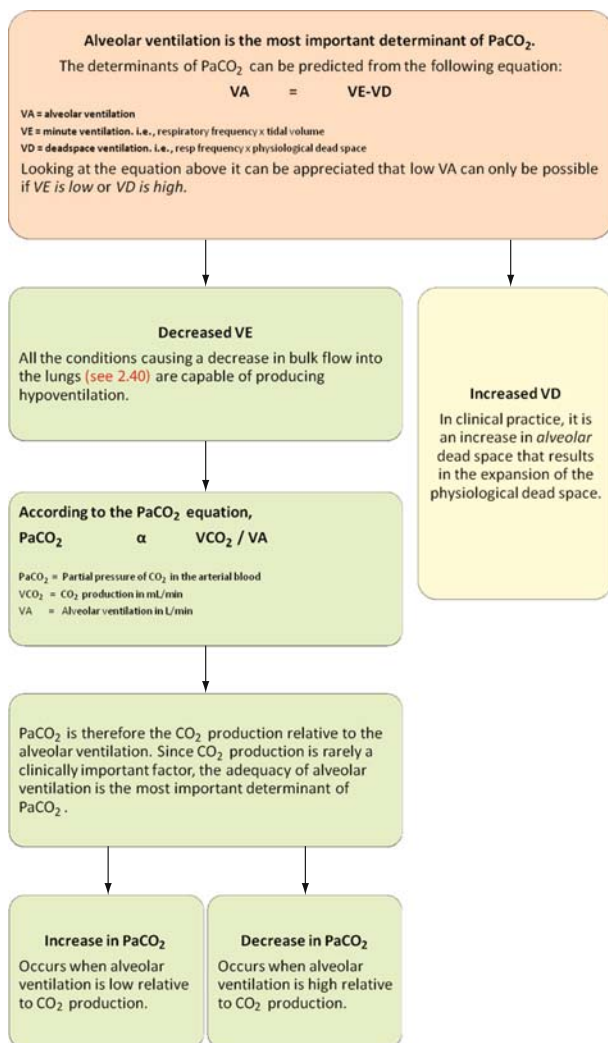 Alveolar ventilation is the most important determinant of PaCO₂.
The determinants of PaCO₂ can be predicted from the following equation:
VA = VE-VD
VA = alveolar ventilation
VE = minute ventilation. i.e., respiratory frequency x tidal volume
VD = deadspace ventilation. i.e., resp frequency x physiological dead space
Looking at the equation above it can be appreciated that low VA can only be possible
if VE is low or VD is high.
Decreased VE
All the conditions causing a decrease in bulk flow into
the lungs (see 2.40) are capable of producing
hypoventilation.
Increased VD
In clinical practice, it is
an increase in alveolar
dead space that results
in the expansion of the
physiological dead space.
According to the PaCO₂ equation,
PaCO₂ α VCO₂ / VA
PaCO₂ = Partial pressure of CO₂ in the arterial blood
VCO₂ = CO₂ production in mL/min
VA = Alveolar ventilation in L/min
PaCO₂ is therefore the CO₂ production relative to the
alveolar ventilation. Since CO₂ production is rarely a
clinically important factor, the adequacy of alveolar
ventilation is the most important determinant of
PaCO₂ .
Increase in PaCO₂
Occurs when alveolar
ventilation is low relative
to CO₂ production.
Decrease in PaCO₂
Occurs when alveolar
ventilation is high relative
to CO₂ production.